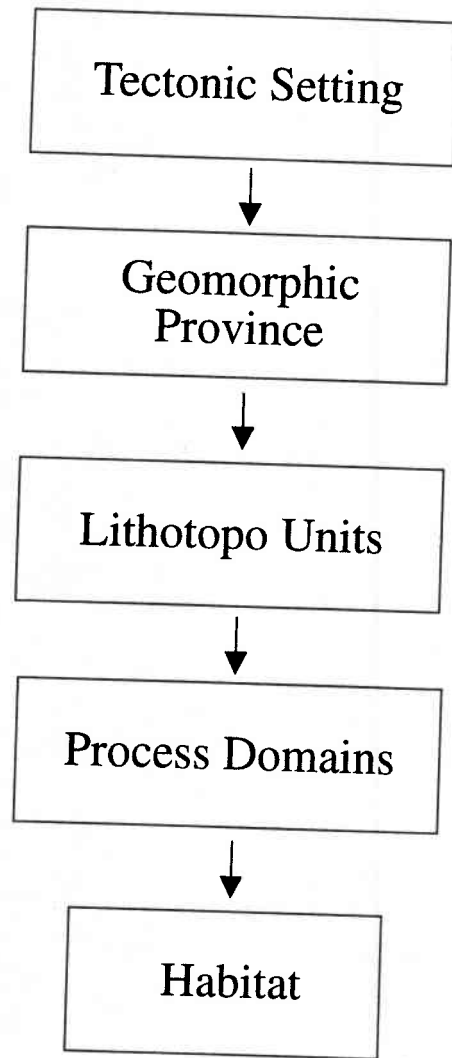 Tectonic Setting
Geomorphic
Province
Lithotopo Units
Process Domains
Habitat